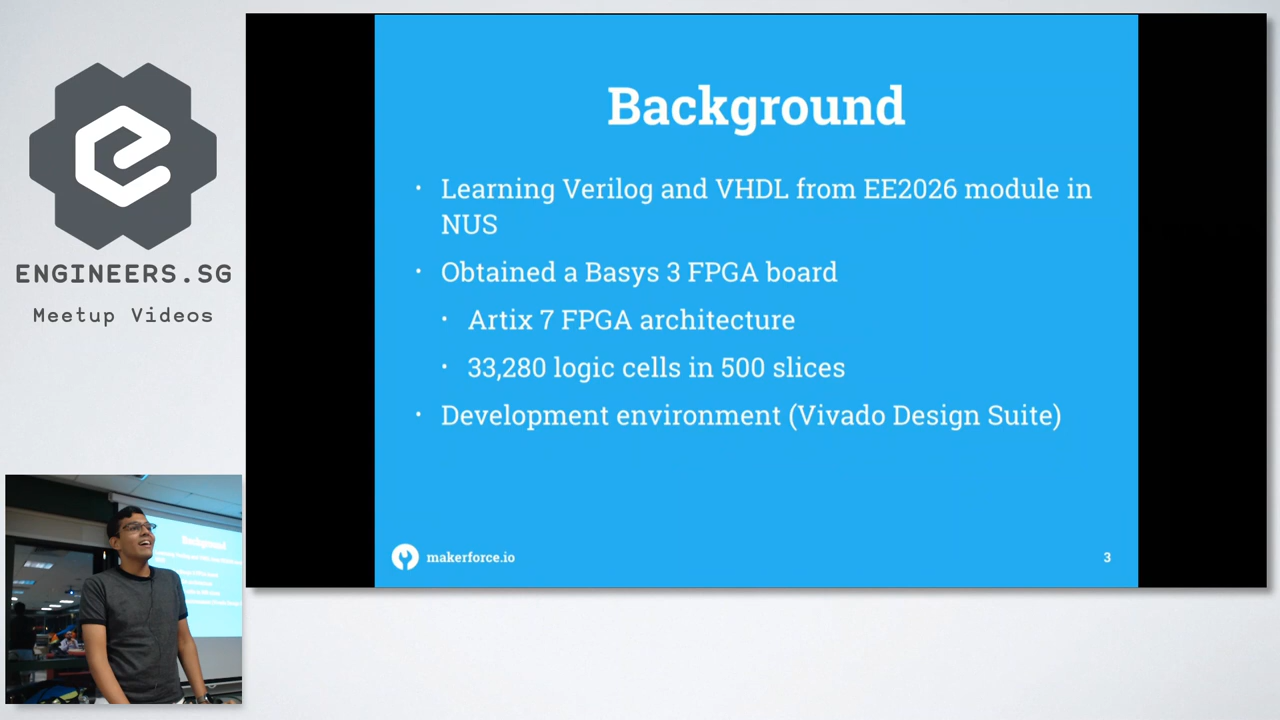 ENGINEERS.SG
Meetup Videos
Background
• Learning Verilog and VHDL from EE2026 module in
NUS
• Obtained a Basys 3 FPGA board
• Artix 7 FPGA architecture
• 33,280 logic cells in 500 slices
• Development environment (Vivado Design Suite)
makerforce.io
3
Background